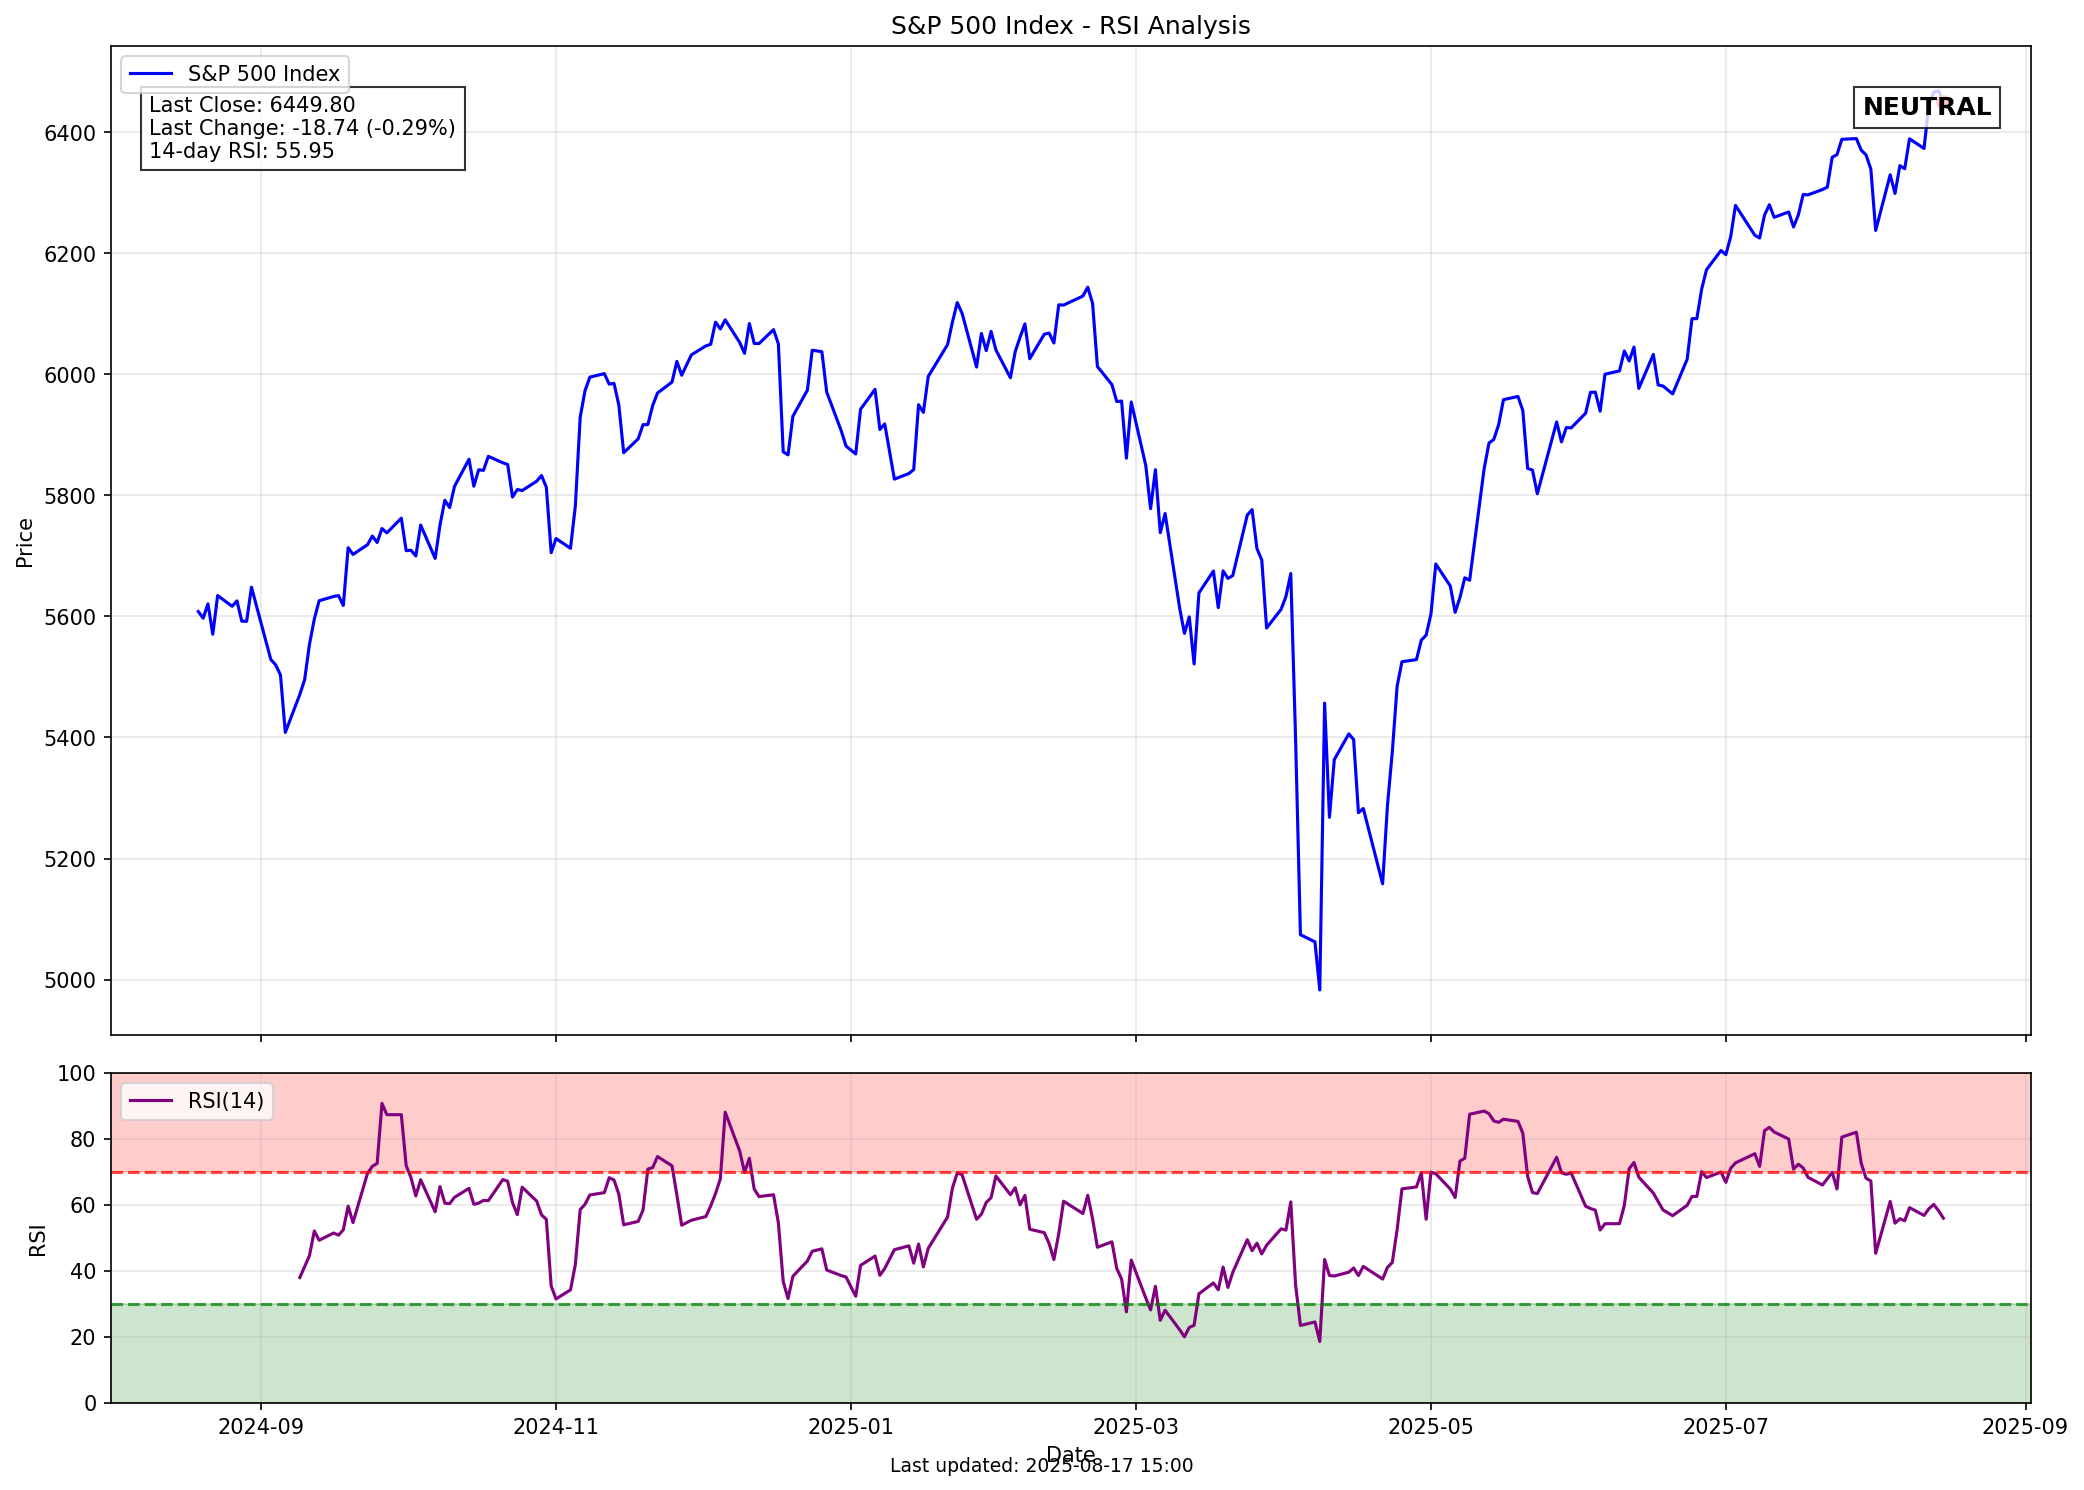 S&P 500 Index - RSI Analysis
S&P 500 Index
Last Close: 6449.80
Last Change: -18.74 (-0.29%)
14-day RSI: 55.95
NEUTRAL
Price
6400
6200
6000
5800
5600
5400
5200
5000
RSI(14)
RSI
100
80
60
40
20
0
2024-09
2024-11
2025-01
2025-03
2025-05
2025-07
2025-09
Date
Last updated: 2025-08-17 15:00